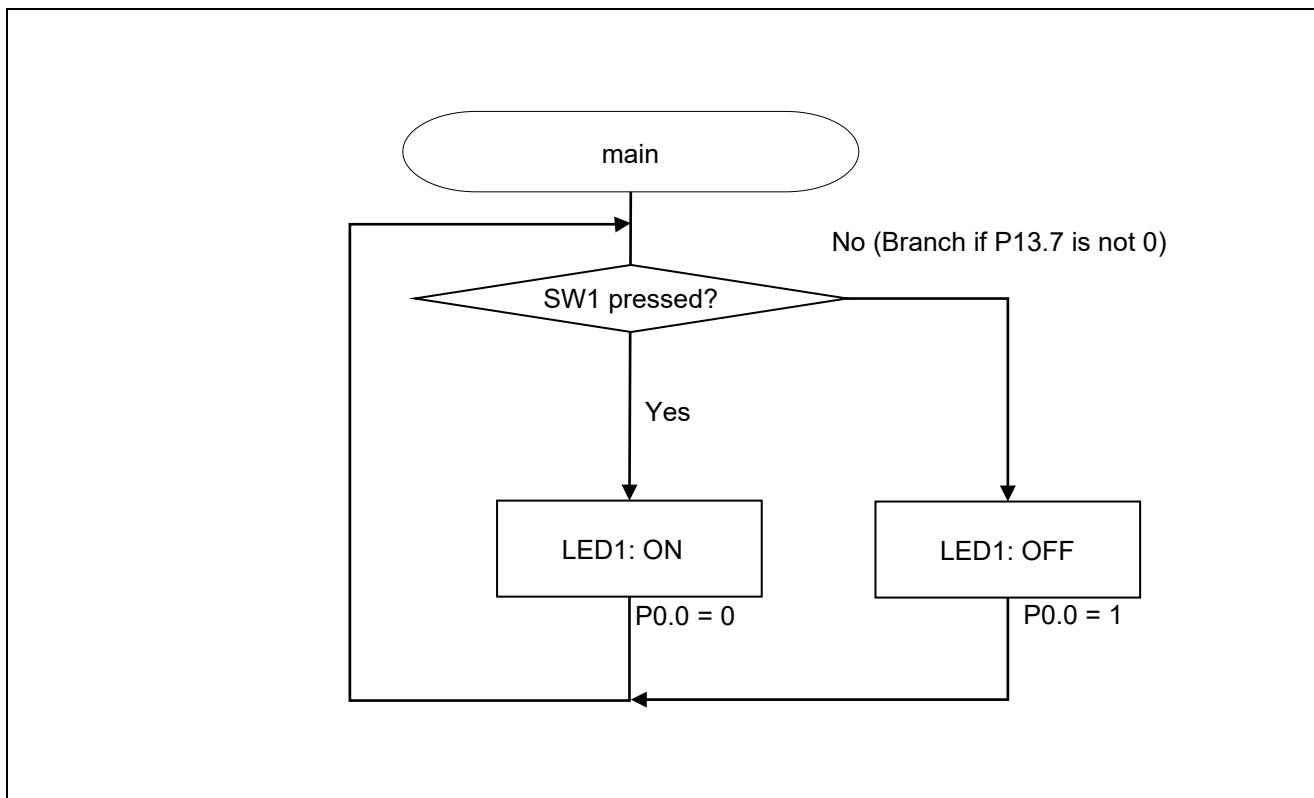 main
No (Branch if P13.7 is not 0)
SW1 pressed?
Yes
LED1: ON
LED1: OFF
P0.0 = 0
P0.0 = 1